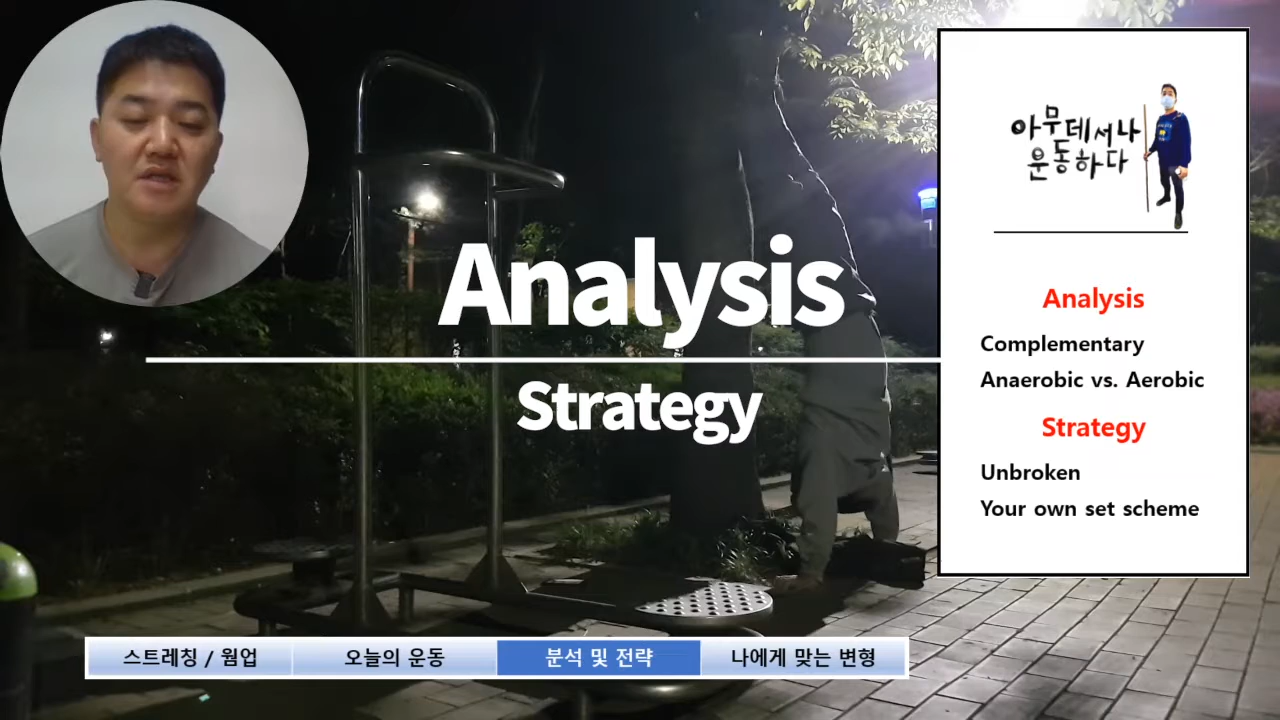 Analysis
Strategy
아무데서나
운동하다
Analysis
Complementary
Anaerobic vs. Aerobic
Strategy
Unbroken
Your own set scheme
스트레칭 / 웜업
오늘의 운동
분석 및 전략
나에게 맞는 변형